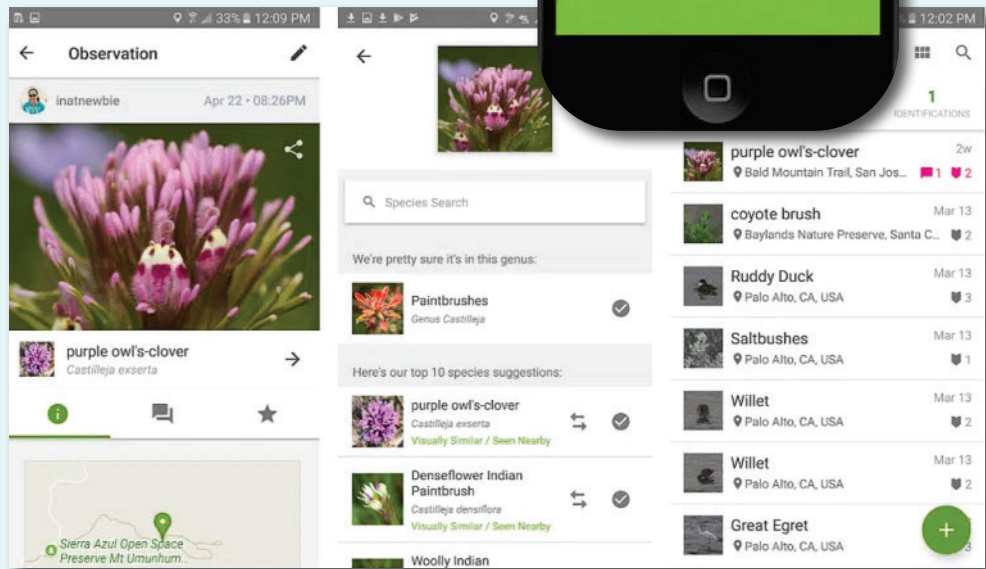 33% 12:09 PM
Observation
inatnewbie
Apr 22 • 08:26PM
purple owl's-clover
Castilleja exserta
Sierra Azul Open Space
Preserve Mt Umunhum...
Species Search
We're pretty sure it's in this genus:
Paintbrushes
Genus Castilleja
Here's our top 10 species suggestions:
purple owl's-clover
Castilleja exserta
Visually Similar / Seen Nearby
Denseflower Indian
Paintbrush
Castilleja densiflora
Visually Similar / Seen Nearby
Woolly Indian
12:02 PM
1
IDENTIFICATIONS
purple owl's-clover
2w
Bald Mountain Trail, San Jos...
1
2
coyote brush
Mar 13
Baylands Nature Preserve, Santa C...
2
Ruddy Duck
Mar 13
Palo Alto, CA, USA
3
Saltbushes
Mar 13
Palo Alto, CA, USA
1
Willet
Mar 13
Palo Alto, CA, USA
2
Willet
Mar 13
Palo Alto, CA, USA
2
Great Egret
Palo Alto, CA, USA
3